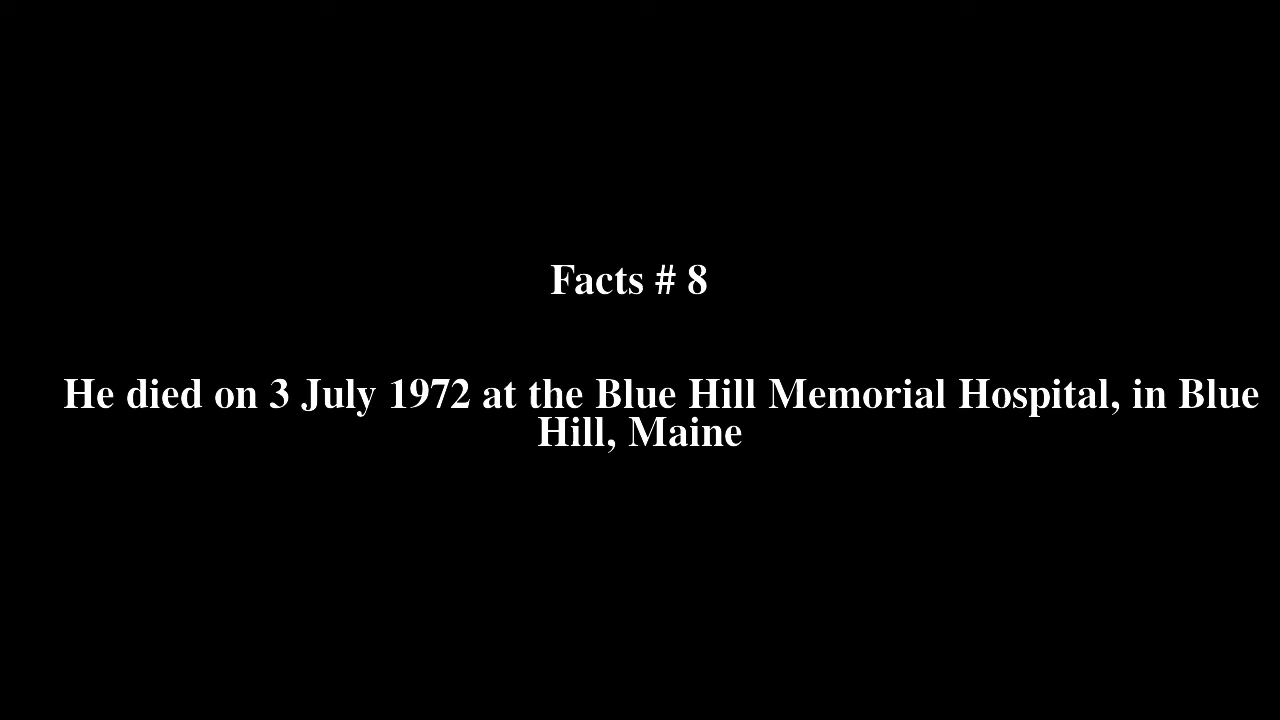 Facts # 8
He died on 3 July 1972 at the Blue Hill Memorial Hospital, in Blue
Hill, Maine